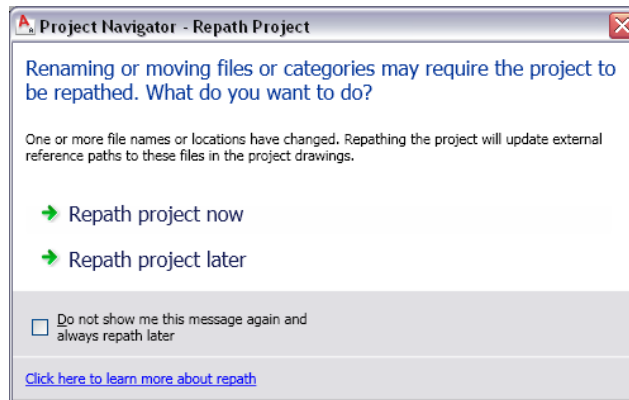 Project Navigator - Repath Project
Renaming or moving files or categories may require the project to
be repathed. What do you want to do?
One or more file names or locations have changed. Repathing the project will update external
reference paths to these files in the project drawings.
Repath project now
Repath project later
Do not show me this message again and
always repath later
Click here to learn more about repath